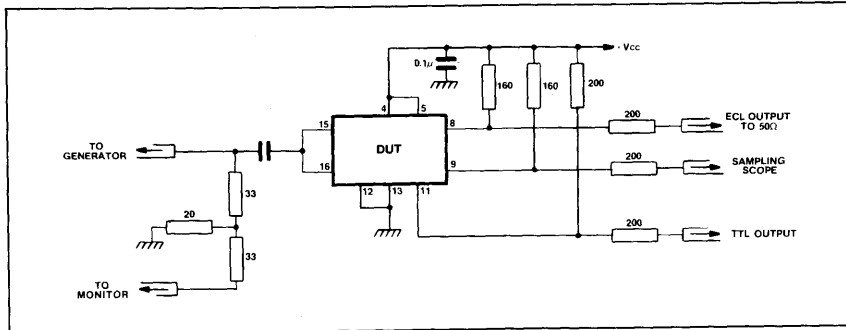 - Vcc
0.1μ
160
160
200
4
5
15
16
DUT
8
9
12
13
11
200
ECL OUTPUT
TO 50Ω
200
SAMPLING
SCOPE
200
TTL OUTPUT
TO
GENERATOR
33
20
33
TO
MONITOR